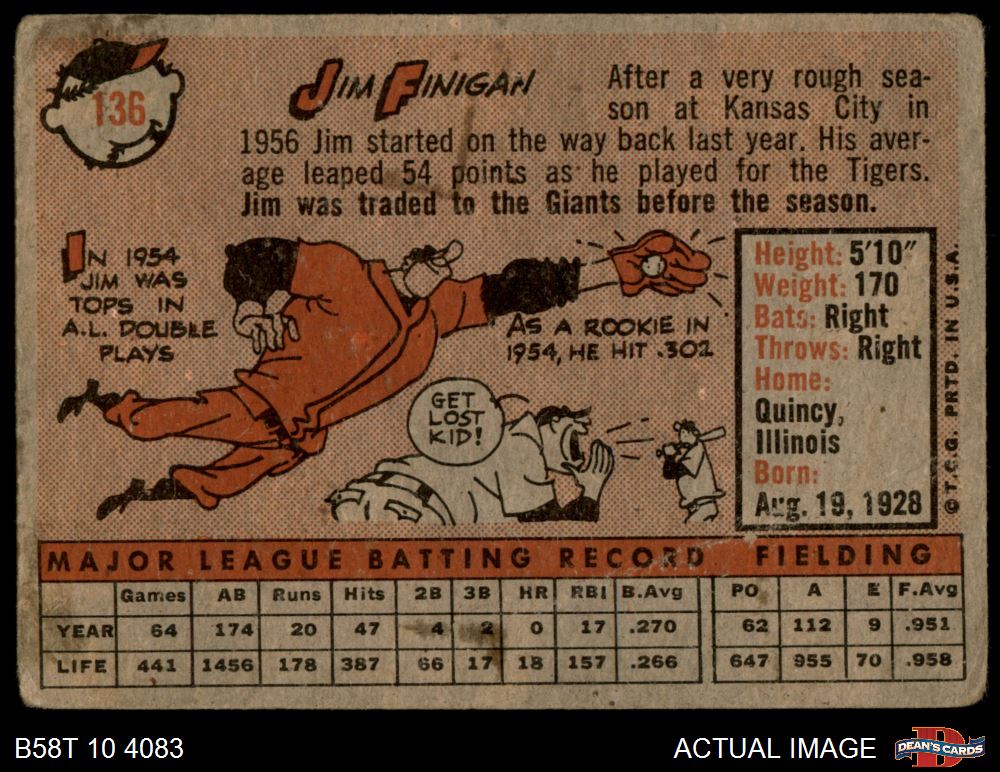 136
JIM FINIGAN
After a very rough sea-
son at Kansas City in
1956 Jim started on the way back last year. His aver-
age leaped 54 points as he played for the Tigers.
Jim was traded to the Giants before the season.
IN 1954
JIM WAS
TOPS IN
A.L. DOUBLE
PLAYS
AS A ROOKIE IN
1954, HE HIT .302
GET
LOST
KID!
Height: 5'10"
Weight: 170
Bats: Right
Throws: Right
Home:
Quincy,
Illinois
Born:
Aug. 19, 1928
© T.C.G. PRTD. IN U.S.A.
MAJOR LEAGUE BATTING RECORD FIELDING
Games AB Runs Hits 2B 3B HR RBI B.Avg PO A E F.Avg
YEAR 64 174 20 47 4 2 0 17 .270 62 112 9 .951
LIFE 441 1456 178 387 66 17 18 157 .266 647 955 70 .958
B58T 10 4083
ACTUAL IMAGE
DEAN'S CARDS